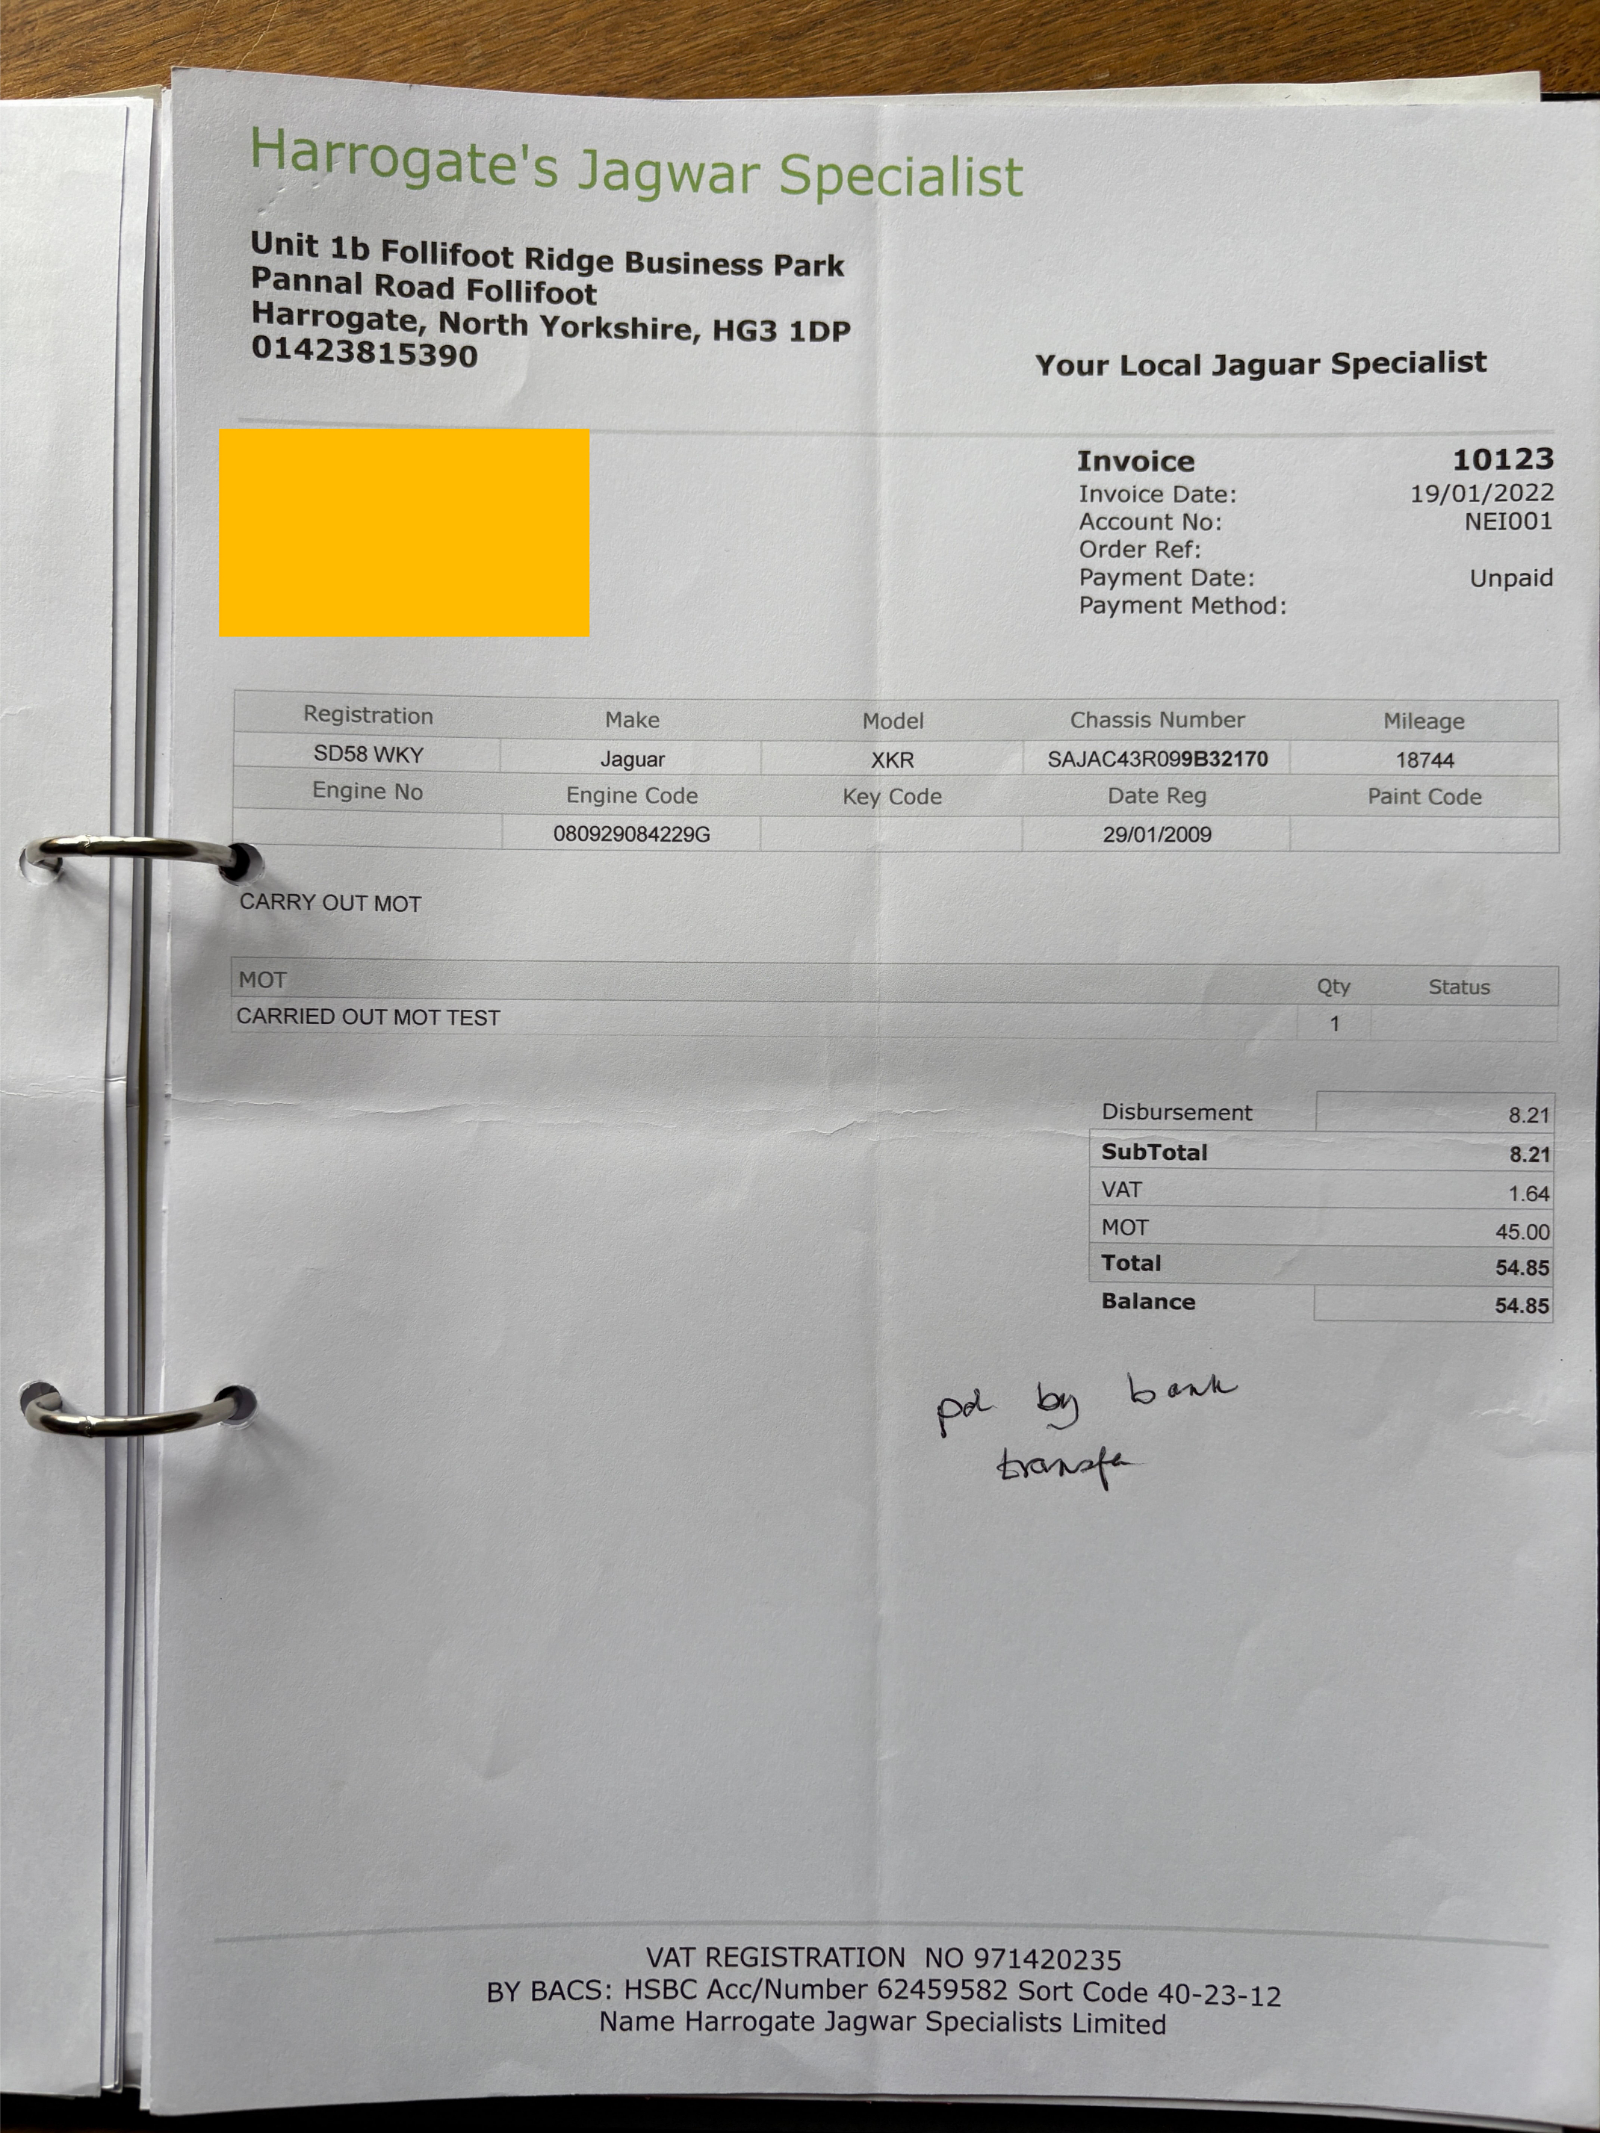 Harrogate's Jagwar Specialist
Unit 1b Follifoot Ridge Business Park
Pannal Road Follifoot
Harrogate, North Yorkshire, HG3 1DP
01423815390
Your Local Jaguar Specialist
Invoice 10123
Invoice Date: 19/01/2022
Account No: NEI001
Order Ref:
Payment Date: Unpaid
Payment Method:
Registration Make Model Chassis Number Mileage
SD58 WKY Jaguar XKR SAJAC43R099B32170 18744
Engine No Engine Code Key Code Date Reg Paint Code
080929084229G 29/01/2009
CARRY OUT MOT
MOT Qty Status
CARRIED OUT MOT TEST 1
Disbursement 8.21
SubTotal 8.21
VAT 1.64
MOT 45.00
Total 54.85
Balance 54.85
pd by bank
transfer
VAT REGISTRATION NO 971420235
BY BACS: HSBC Acc/Number 62459582 Sort Code 40-23-12
Name Harrogate Jagwar Specialists Limited